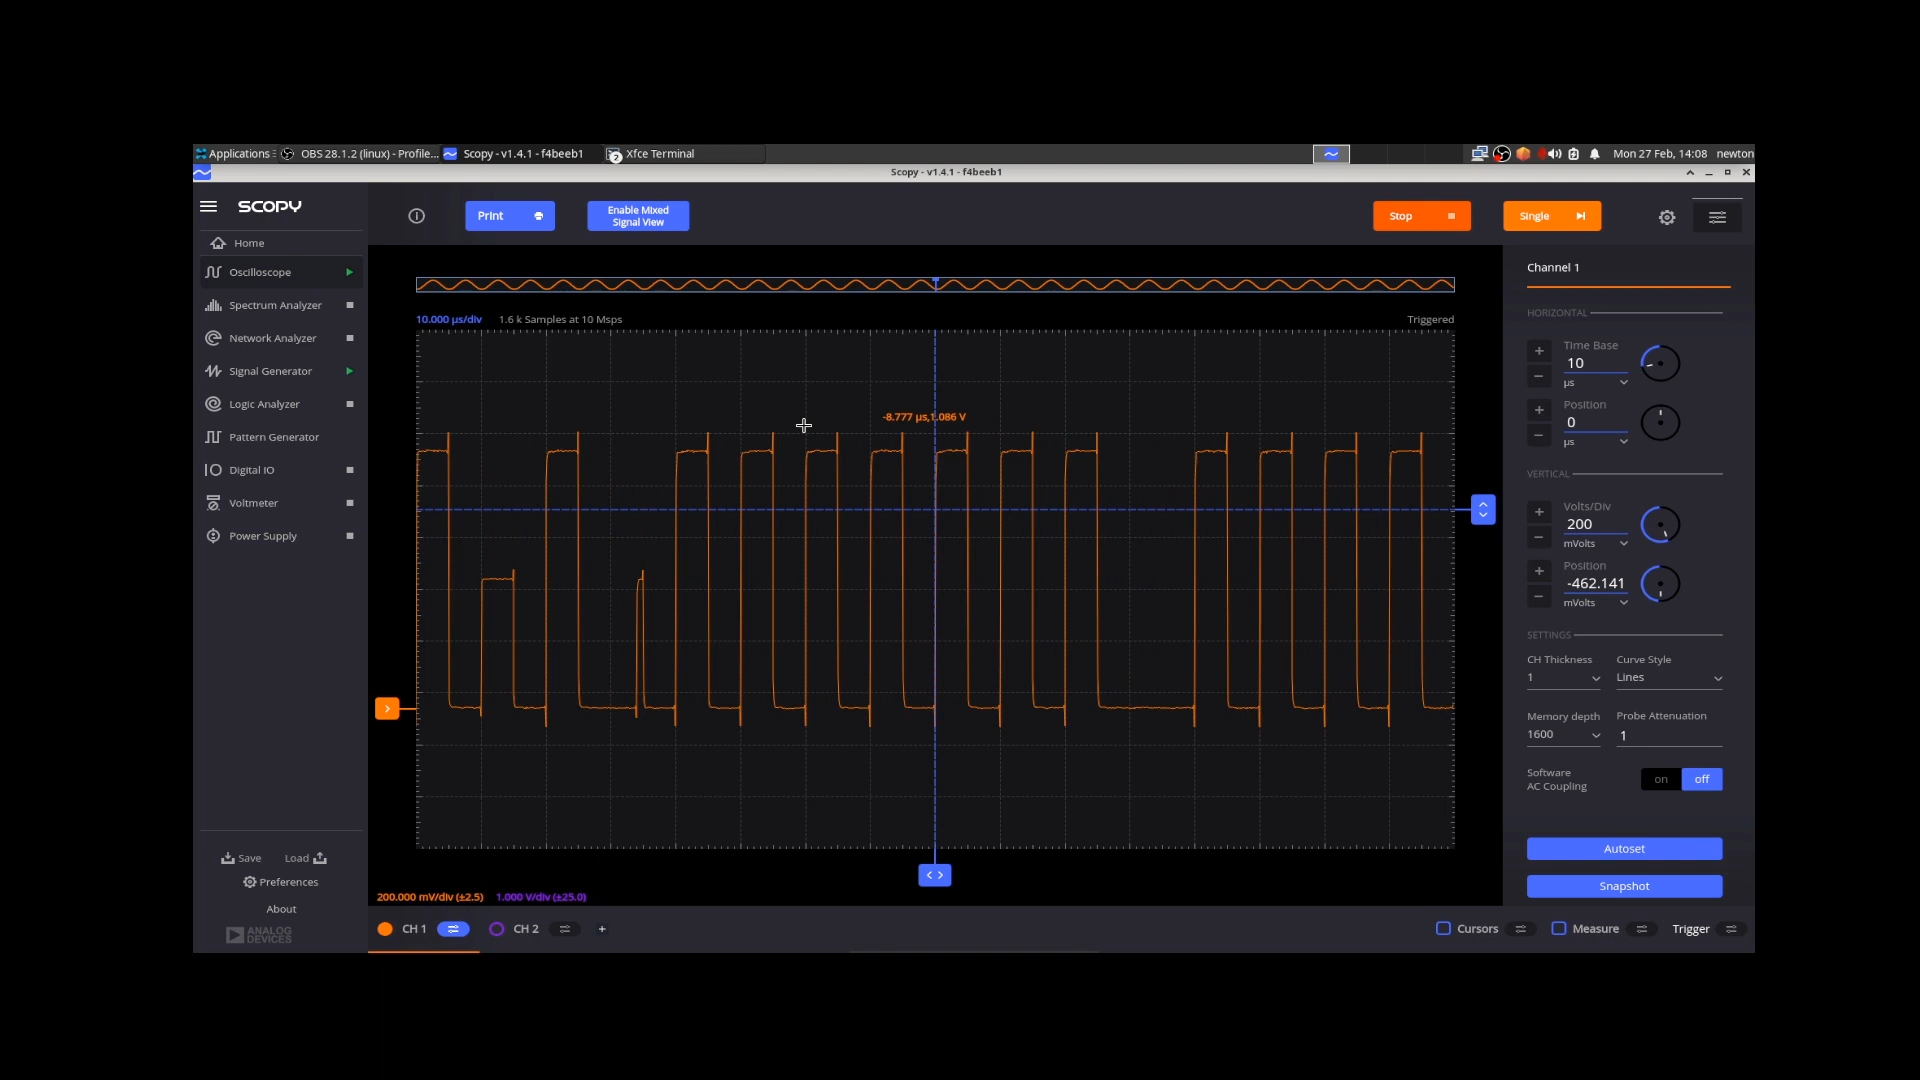 Applications
OBS 28.1.2 (linux) - Profile...
Scopy - v1.4.1 - f4beeb1
2
Xfce Terminal
Mon 27 Feb, 14:08
newton
Scopy - v1.4.1 - f4beeb1
SCOPY
Print
Enable Mixed
Signal View
Stop
Single
Home
Oscilloscope
Spectrum Analyzer
Network Analyzer
Signal Generator
Logic Analyzer
Pattern Generator
Digital IO
Voltmeter
Power Supply
Save
Load
Preferences
About
ANALOG
DEVICES
10.000 µs/div
1.6 k Samples at 10 Msps
Triggered
-8.777 µs,1.086 V
200.000 mV/div (±2.5)
1.000 V/div (±25.0)
CH 1
CH 2
+
Cursors
Measure
Trigger
Channel 1
HORIZONTAL
Time Base
10
µs
Position
0
µs
VERTICAL
Volts/Div
200
mVolts
Position
-462.141
mVolts
SETTINGS
CH Thickness
Curve Style
1
Lines
Memory depth
Probe Attenuation
1600
1
Software
AC Coupling
on
off
Autoset
Snapshot